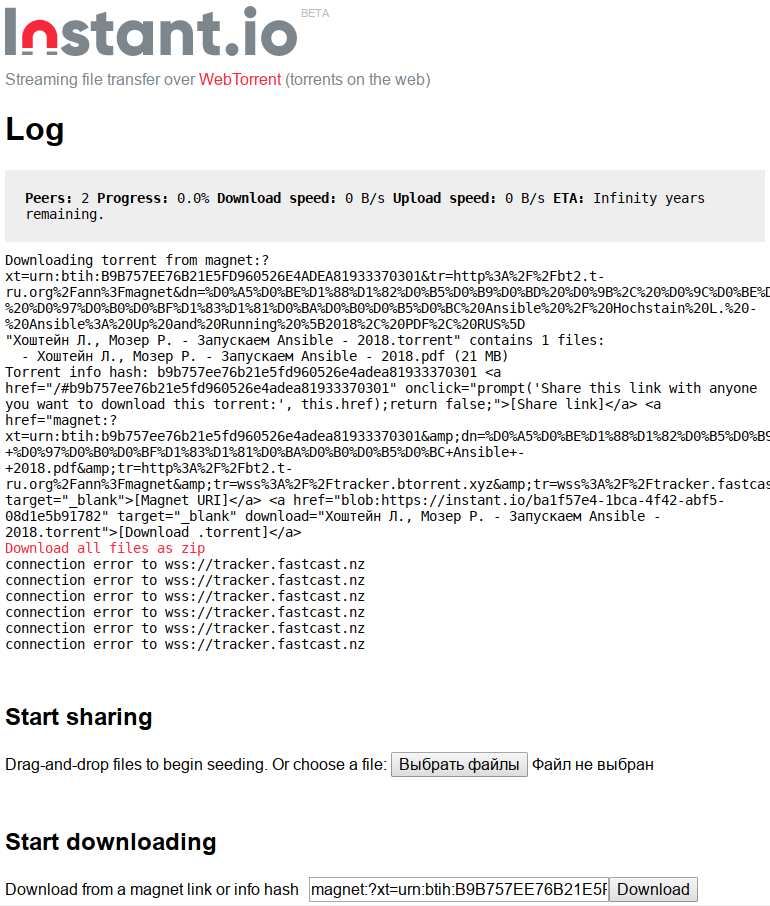 Instant.io BETA
Streaming file transfer over WebTorrent (torrents on the web)
Log
Peers: 2 Progress: 0.0% Download speed: 0 B/s Upload speed: 0 B/s ETA: Infinity years
remaining.
Downloading torrent from magnet:?
xt=urn:btih:B9B757EE76B21E5FD960526E4ADEA81933370301&tr=http%3A%2F%2Fbt2.t-
ru.org%2Fann%3Fmagnet&dn=%D0%A5%D0%BE%D1%88%D1%82%D0%B5%D0%B9%D0%BD%20%D0%9B%2C%20%D0%9C%D0%BE%D
%20%D0%97%D0%B0%D0%BF%D1%83%D1%81%D0%BA%D0%B0%D0%B5%D0%BC%20Ansible%20%2F%20Hochstain%20L.%20-
%20Ansible%3A%20Up%20and%20Running%20%5B2018%2C%20PDF%2C%20RUS%5D
"Хоштейн Л., Мозер Р. - Запускаем Ansible - 2018.torrent" contains 1 files:
- Хоштейн Л., Мозер Р. - Запускаем Ansible - 2018.pdf (21 MB)
Torrent info hash: b9b757ee76b21e5fd960526e4adea81933370301 <a
href="/#b9b757ee76b21e5fd960526e4adea81933370301" onclick="prompt('Share this link with anyone
you want to download this torrent:', this.href);return false;">[Share link]</a> <a
href="magnet:?
xt=urn:btih:b9b757ee76b21e5fd960526e4adea81933370301&amp;dn=%D0%A5%D0%BE%D1%88%D1%82%D0%B5%D0%B9
+%D0%97%D0%B0%D0%BF%D1%83%D1%81%D0%BA%D0%B0%D0%B5%D0%BC+Ansible+-
+2018.pdf&amp;tr=http%3A%2F%2Fbt2.t-
ru.org%2Fann%3Fmagnet&amp;tr=wss%3A%2F%2Ftracker.btorrent.xyz&amp;tr=wss%3A%2F%2Ftracker.fastcas
target="_blank">[Magnet URI]</a> <a href="blob:https://instant.io/ba1f57e4-1bca-4f42-abf5-
08d1e5b91782" target="_blank" download="Хоштейн Л., Мозер Р. - Запускаем Ansible -
2018.torrent">[Download .torrent]</a>
Download all files as zip
connection error to wss://tracker.fastcast.nz
connection error to wss://tracker.fastcast.nz
connection error to wss://tracker.fastcast.nz
connection error to wss://tracker.fastcast.nz
connection error to wss://tracker.fastcast.nz
connection error to wss://tracker.fastcast.nz
Start sharing
Drag-and-drop files to begin seeding. Or choose a file: Выбрать файлы Файл не выбран
Start downloading
Download from a magnet link or info hash magnet:?xt=urn:btih:B9B757EE76B21E5F Download